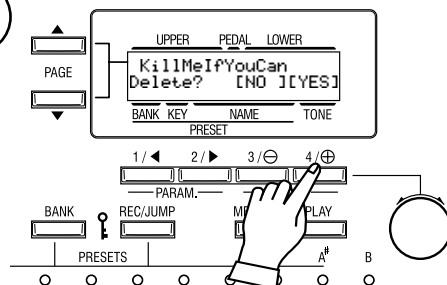 UPPER PEDAL LOWER
KillMeIfYouCan
Delete? [NO ][YES]
PAGE
BANK KEY NAME TONE
PRESET
1/◀ 2/▶ 3/⊖ 4/⊕
PARAM.
BANK REC/JUMP PLAY
PRESETS A# B